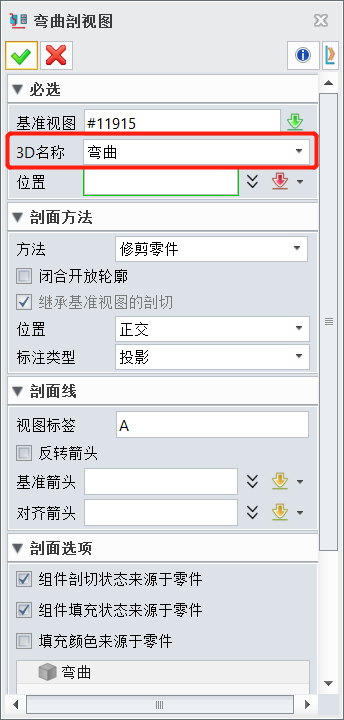 弯曲剖视图
必选
基准视图 #11915
3D名称 弯曲
位置
剖面方法
方法 修剪零件
闭合开放轮廓
继承基准视图的剖切
位置 正交
标注类型 投影
剖面线
视图标签 A
反转箭头
基准箭头
对齐箭头
剖面选项
组件剖切状态来源于零件
组件填充状态来源于零件
填充颜色来源于零件
弯曲